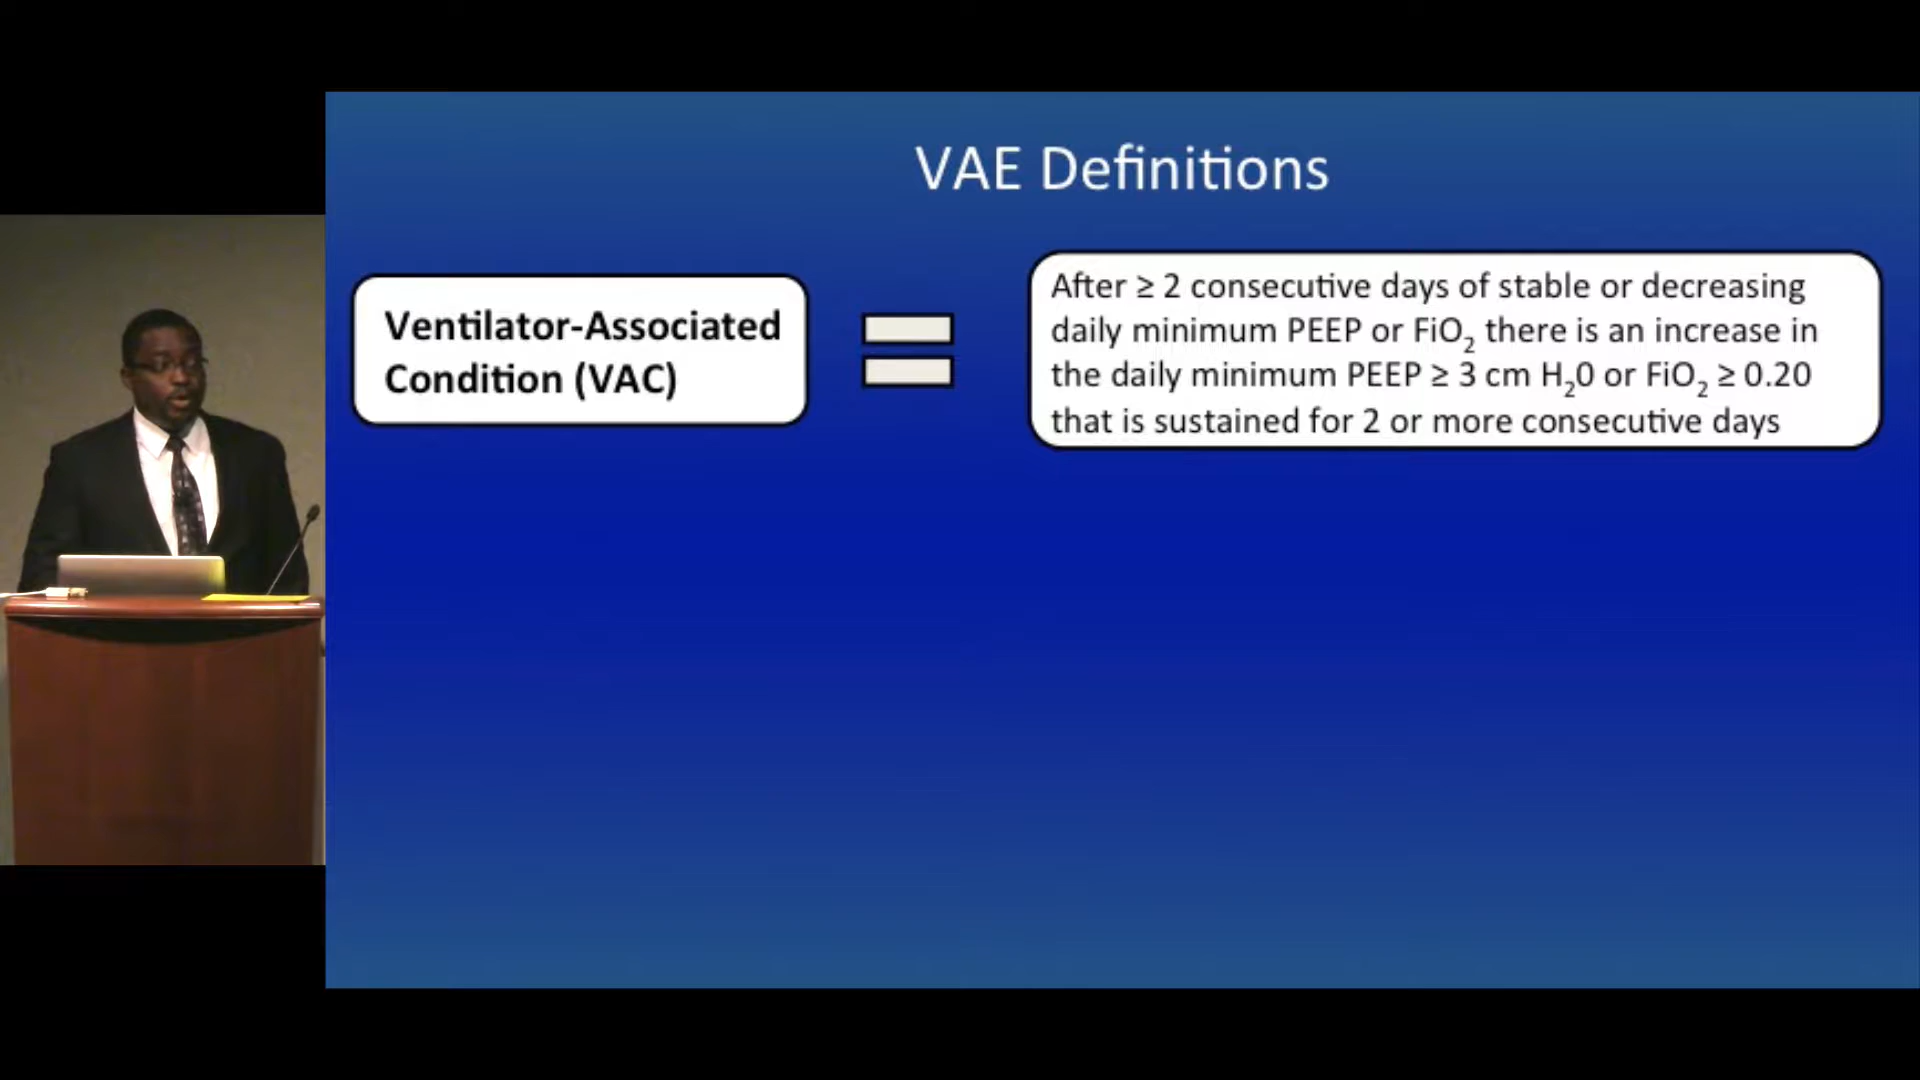 VAE Definitions
Ventilator-Associated
Condition (VAC)
After ≥ 2 consecutive days of stable or decreasing
daily minimum PEEP or FiO₂ there is an increase in
the daily minimum PEEP ≥ 3 cm H₂0 or FiO₂ ≥ 0.20
that is sustained for 2 or more consecutive days